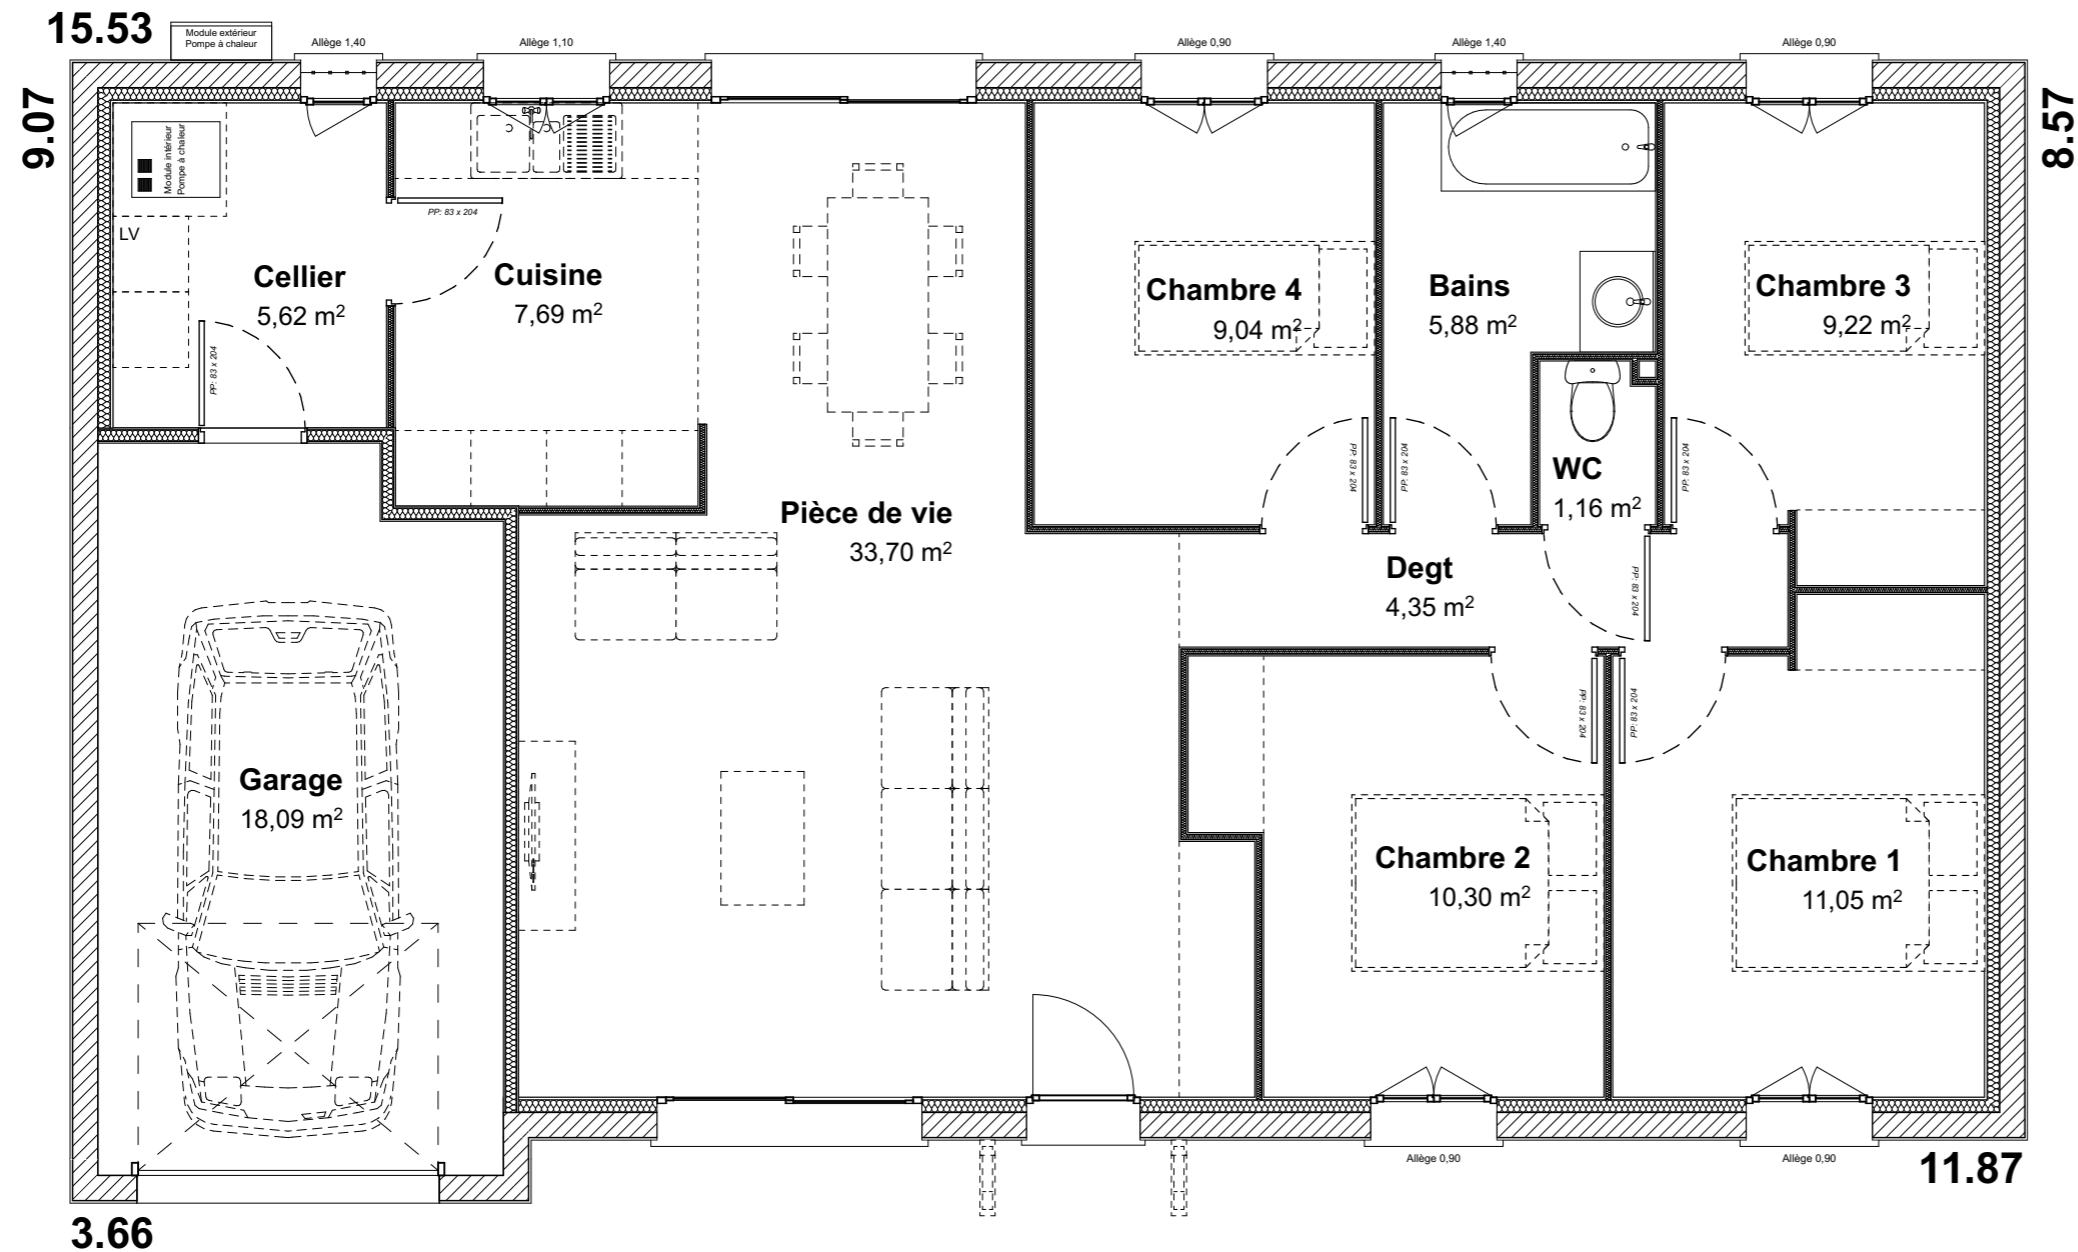 15.53
Module extérieur
Pompe à chaleur
Allège 1,40
Allège 1,10
Allège 0,90
Allège 1,40
Allège 0,90
9.07
8.57
Module intérieur
Pompe à chaleur
LV
PP: 83 x 204
Cellier
5,62 m²
Cuisine
7,69 m²
Chambre 4
9,04 m²
Bains
5,88 m²
Chambre 3
9,22 m²
PP: 83 x 204
PP: 83 x 204
PP: 83 x 204
PP: 83 x 204
WC
1,16 m²
Pièce de vie
33,70 m²
Degt
4,35 m²
PP: 83 x 204
PP: 83 x 204
PP: 83 x 204
Garage
18,09 m²
Chambre 2
10,30 m²
Chambre 1
11,05 m²
Allège 0,90
Allège 0,90
11.87
3.66